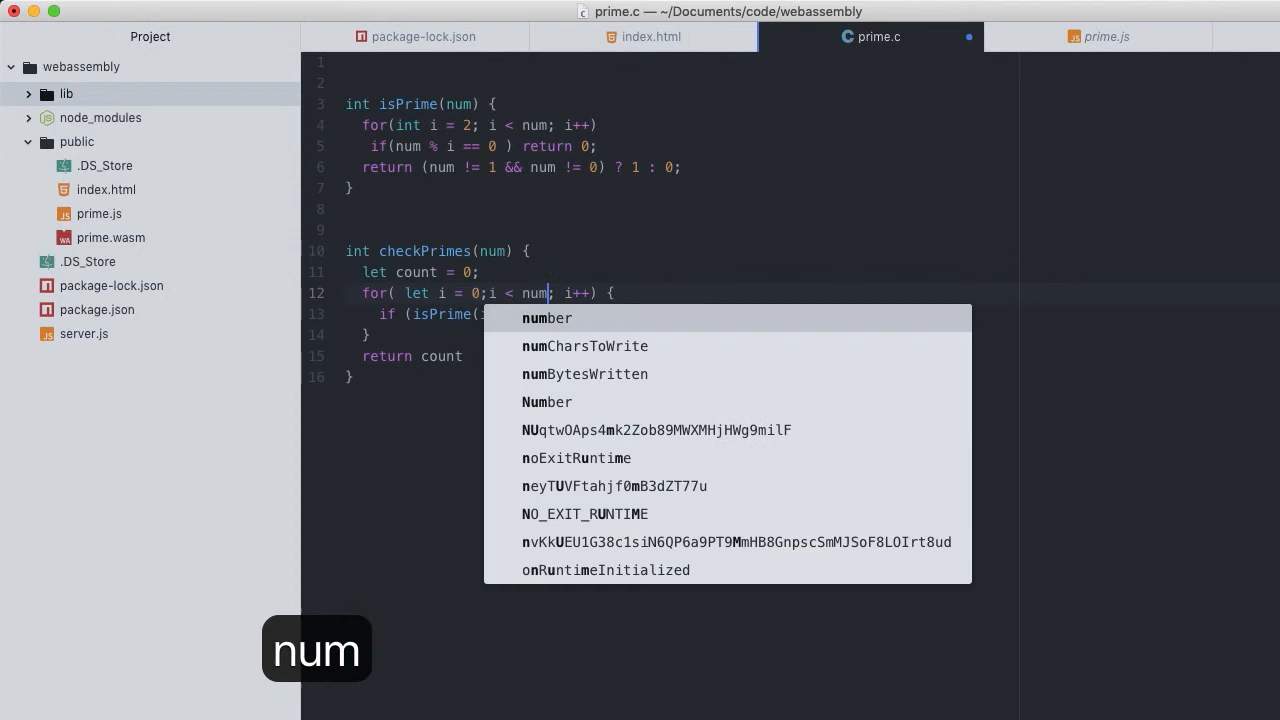 prime.c — ~/Documents/code/webassembly
Project
package-lock.json
index.html
prime.c
prime.js
webassembly
lib
node_modules
public
.DS_Store
index.html
prime.js
prime.wasm
.DS_Store
package-lock.json
package.json
server.js
1
2
3 int isPrime(num) {
4 for(int i = 2; i < num; i++)
5 if(num % i == 0 ) return 0;
6 return (num != 1 && num != 0) ? 1 : 0;
7 }
8
9
10 int checkPrimes(num) {
11 let count = 0;
12 for( let i = 0;i < num; i++) {
13 if (isPrime(
14 }
15 return count
16 }
number
numCharsToWrite
numBytesWritten
Number
NUqtwOAps4mk2Zob89MWXMHjHWg9milF
noExitRuntime
neyTUVFtahjf0mB3dZT77u
NO_EXIT_RUNTIME
nvKkUEU1G38c1siN6QP6a9PT9MmHB8GnpscSmMJSoF8LOIrt8ud
onRuntimeInitialized
num